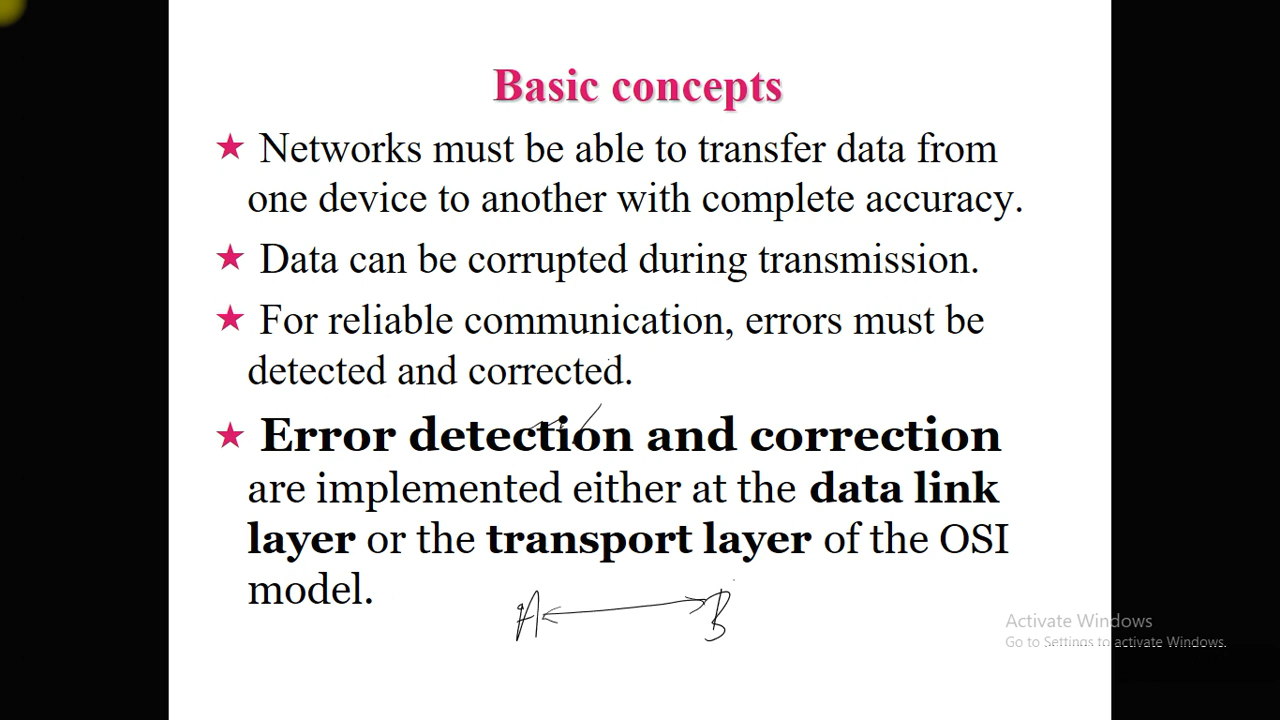 Basic concepts
★ Networks must be able to transfer data from
one device to another with complete accuracy.
★ Data can be corrupted during transmission.
★ For reliable communication, errors must be
detected and corrected.
★ Error detection and correction
are implemented either at the data link
layer or the transport layer of the OSI
model.
A B
Activate Windows
Go to Settings to activate Windows.